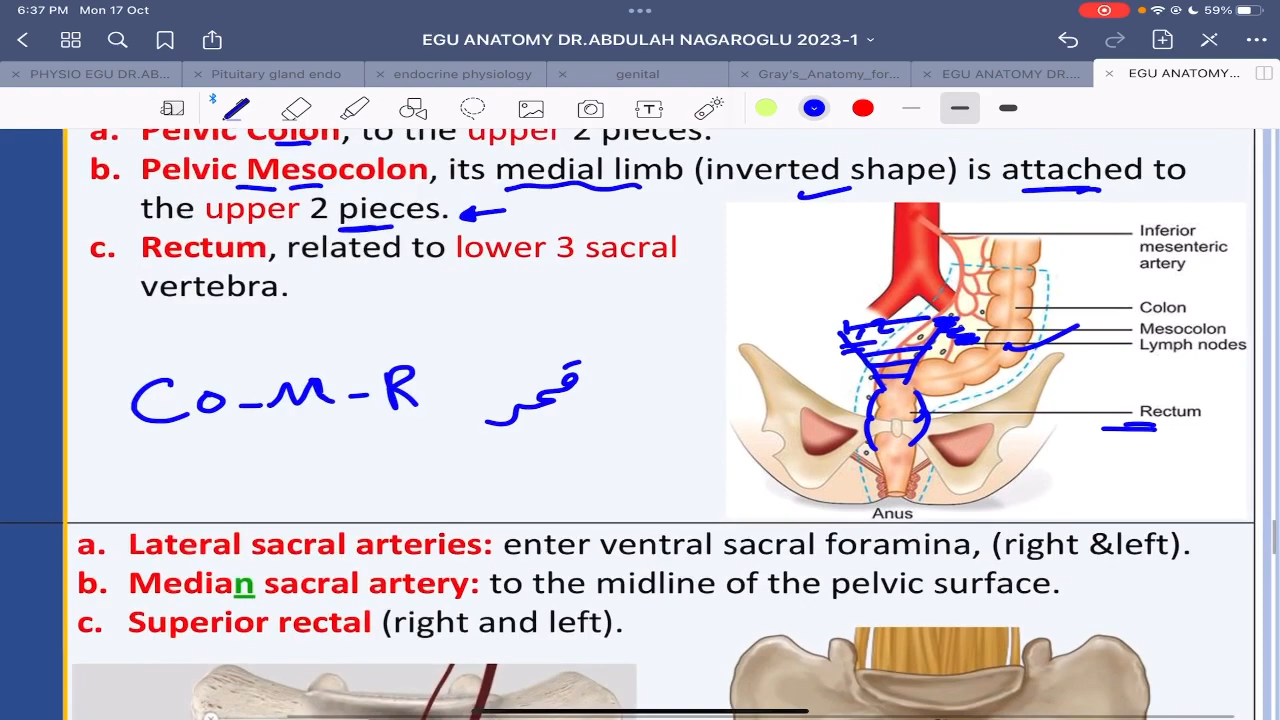 6:37 PM Mon 17 Oct
59%
EGU ANATOMY DR.ABDULAH NAGAROGLU 2023-1
PHYSIO EGU DR.AB...
Pituitary gland endo
endocrine physiology
genital
Gray's_Anatomy_for...
EGU ANATOMY DR....
EGU ANATOMY...
a. Pelvic Colon, to the upper 2 pieces.
b. Pelvic Mesocolon, its medial limb (inverted shape) is attached to
the upper 2 pieces.
c. Rectum, related to lower 3 sacral
vertebra.
Inferior
mesenteric
artery
Colon
Mesocolon
Lymph nodes
Rectum
Anus
Co-M-R
a. Lateral sacral arteries: enter ventral sacral foramina, (right &left).
b. Median sacral artery: to the midline of the pelvic surface.
c. Superior rectal (right and left).